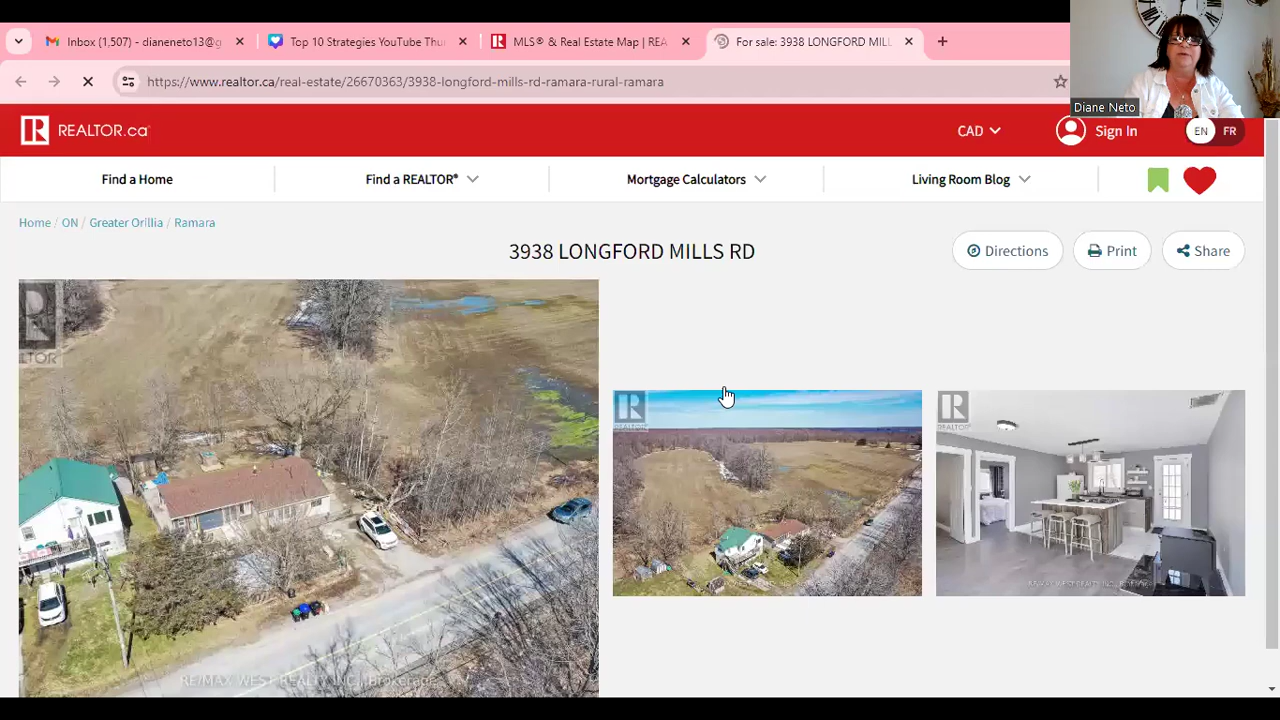 Inbox (1,507) - dianeneto13@g
Top 10 Strategies YouTube Thu
MLS® & Real Estate Map | REA
For sale: 3938 LONGFORD MILL
https://www.realtor.ca/real-estate/26670363/3938-longford-mills-rd-ramara-rural-ramara
Diane Neto
REALTOR.ca
CAD
Sign In
EN
FR
Find a Home
Find a REALTOR®
Mortgage Calculators
Living Room Blog
Home / ON / Greater Orillia / Ramara
3938 LONGFORD MILLS RD
Directions
Print
Share
RE/MAX WEST REALTY INC., Brokerage